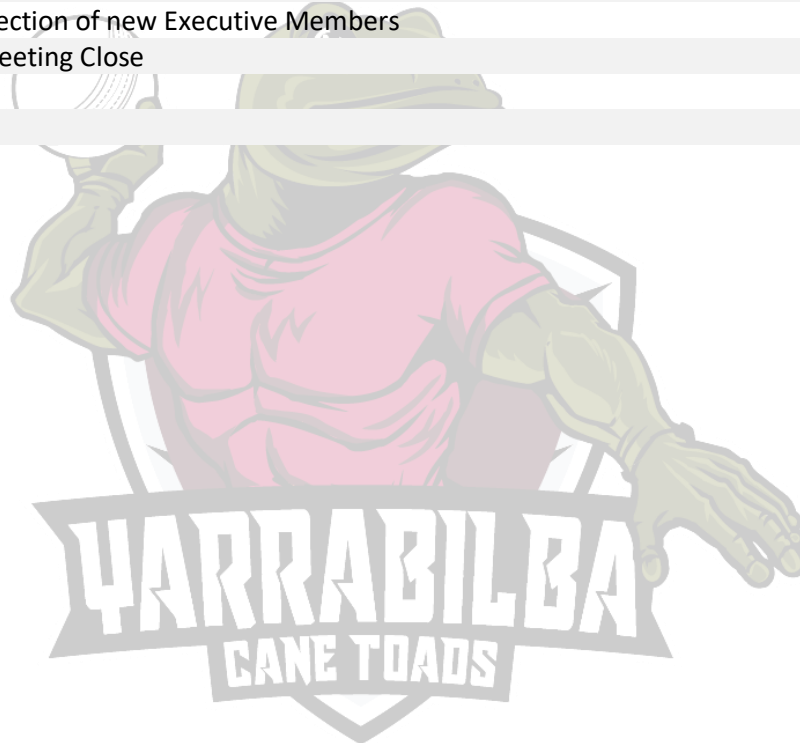 ection of new Executive Members
eeting Close
YARRABILBA
CANE TOADS